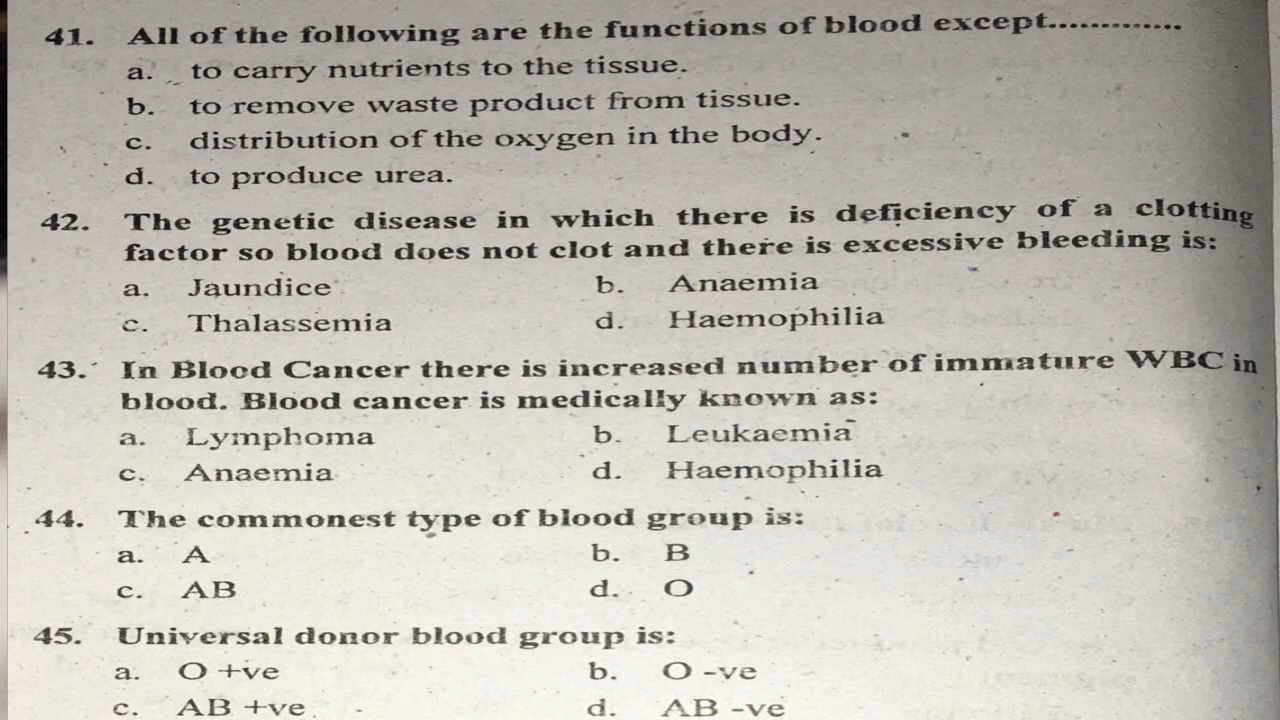 41. All of the following are the functions of blood except.............
a. to carry nutrients to the tissue.
b. to remove waste product from tissue.
c. distribution of the oxygen in the body.
d. to produce urea.
42. The genetic disease in which there is deficiency of a clotting
factor so blood does not clot and there is excessive bleeding is:
a. Jaundice b. Anaemia
c. Thalassemia d. Haemophilia
43. In Blood Cancer there is increased number of immature WBC in
blood. Blood cancer is medically known as:
a. Lymphoma b. Leukaemia
c. Anaemia d. Haemophilia
44. The commonest type of blood group is:
a. A b. B
c. AB d. O
45. Universal donor blood group is:
a. O +ve b. O -ve
c. AB +ve d. AB -ve